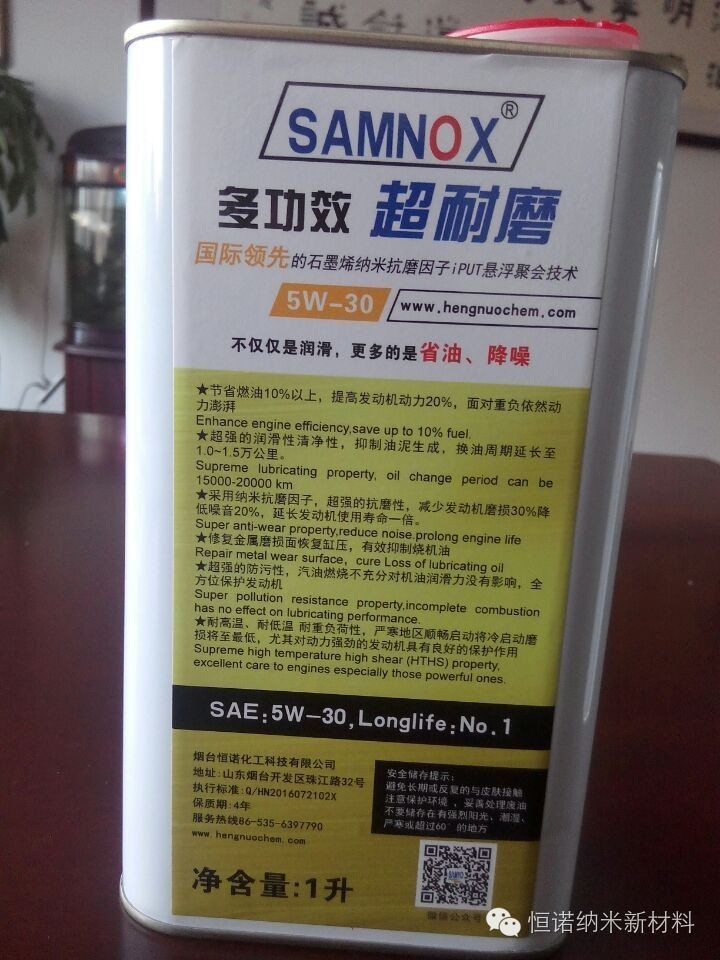 SAMNOX®
多功效 超耐磨
国际领先的石墨烯纳米抗磨因子iPUT悬浮聚会技术
5W-30 www.hengnuochem.com
不仅仅是润滑，更多的是省油、降噪
★节省燃油10%以上，提高发动机动力20%，面对重负依然动
力澎湃
Enhance engine efficiency,save up to 10% fuel.
★超强的润滑性清净性，抑制油泥生成，换油周期延长至
1.0~1.5万公里。
Supreme lubricating property, oil change period can be
15000-20000 km
★采用纳米抗磨因子，超强的抗磨性，减少发动机磨损30%降
低噪音20%，延长发动机使用寿命一倍。
Super anti-wear property,reduce noise.prolong engine life
★修复金属磨损面恢复缸压，有效抑制烧机油
Repair metal wear surface，cure Loss of lubricating oil
★超强的防污性，汽油燃烧不充分对机油润滑力没有影响，全
方位保护发动机
Super pollution resistance property,incomplete combustion
has no effect on lubricating performance.
★耐高温、耐低温 耐重负荷性，严寒地区顺畅启动将冷启动磨
损将至最低，尤其对动力强劲的发动机具有良好的保护作用
Supreme high temperature high shear (HTHS) property,
excellent care to engines especially those powerful ones.
SAE:5W-30,Longlife:No.1
烟台恒诺化工科技有限公司
地址:山东烟台开发区珠江路32号
执行标准:Q/HN2016072102X
保质期:4年
服务热线86-535-6397790
www.hengnuochem.com
安全储存提示:
避免长期或反复的与皮肤接触
注意保护环境 、妥善处理废油
不要储存在有强烈阳光、潮湿、
严寒或超过60°的地方
净含量:1升
SAMNOX
微信公众号
恒诺纳米新材料